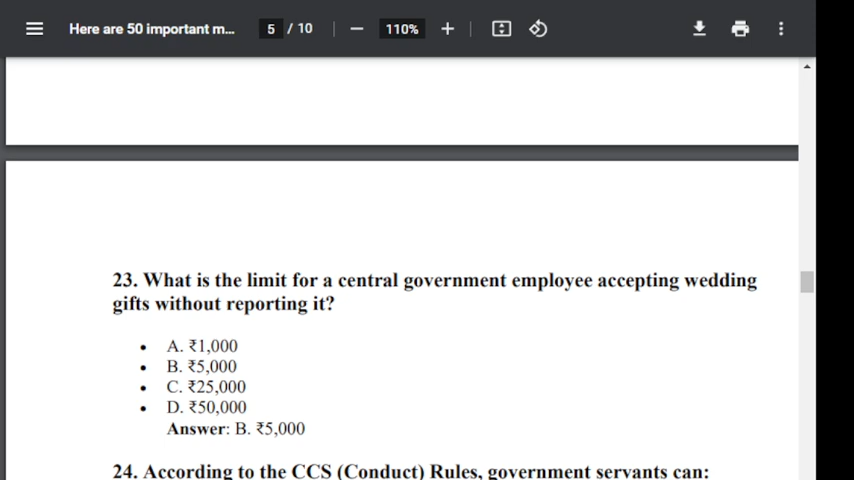 Here are 50 important m... 5 / 10 110%
23. What is the limit for a central government employee accepting wedding
gifts without reporting it?
• A. ₹1,000
• B. ₹5,000
• C. ₹25,000
• D. ₹50,000
Answer: B. ₹5,000
24. According to the CCS (Conduct) Rules, government servants can: